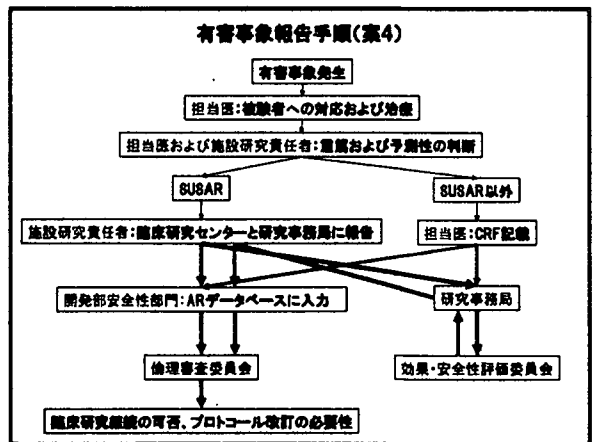 有害事象報告手順(案4)
有害事象発生
担当医:被験者への対応および治療
担当医および施設研究責任者:重篤および予測性の判断
SUSAR
SUSAR以外
施設研究責任者:臨床研究センターと研究事務局に報告
担当医:CRF記載
開発部安全性部門:ARデータベースに入力
研究事務局
倫理審査委員会
効果・安全性評価委員会
臨床研究継続の可否、プロトコール改訂の必要性